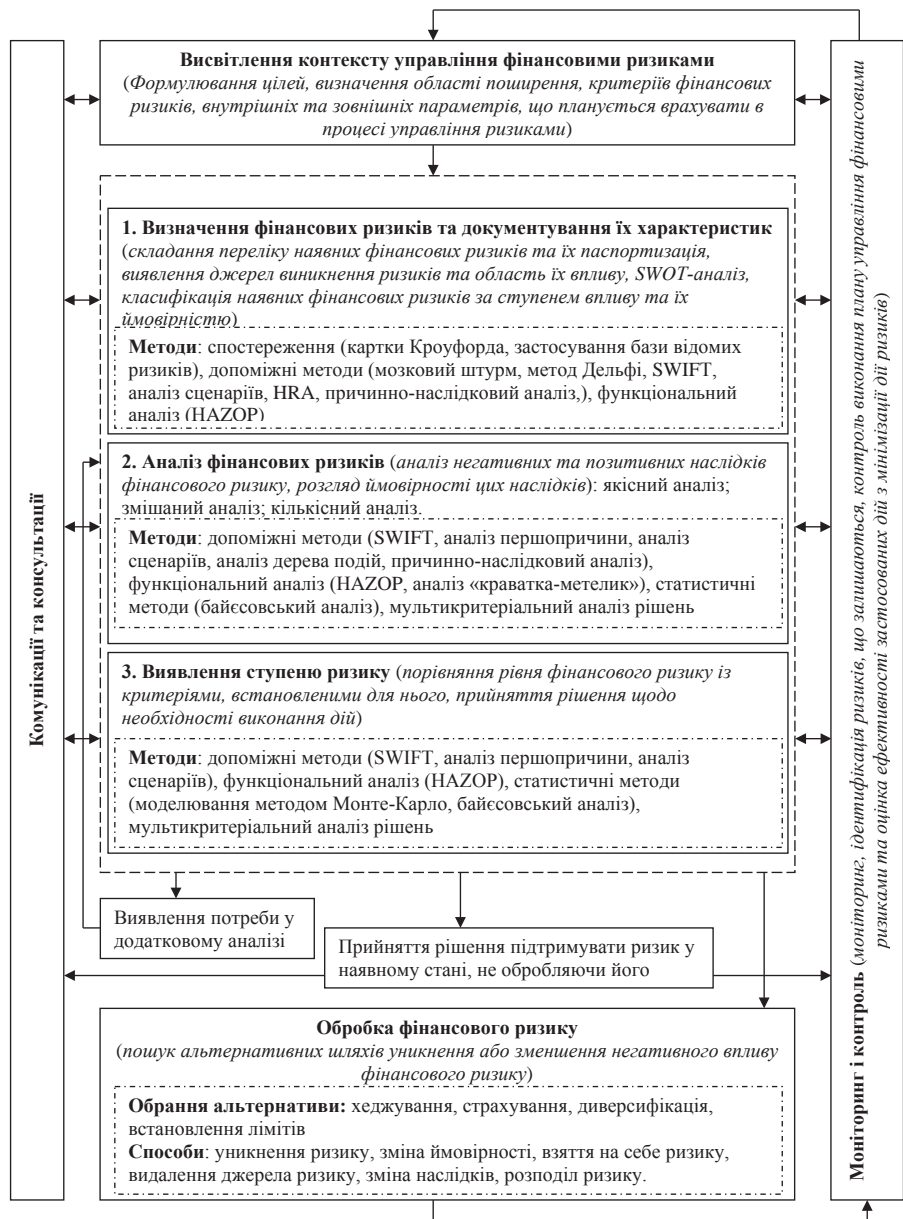 Комунікації та консультації
Висвітлення контексту управління фінансовими ризиками
(Формулювання цілей, визначення області поширення, критеріїв фінансових
ризиків, внутрішніх та зовнішніх параметрів, що планується врахувати в
процесі управління ризиками)
1. Визначення фінансових ризиків та документування їх характеристик
(складання переліку наявних фінансових ризиків та їх паспортизація,
виявлення джерел виникнення ризиків та область їх впливу, SWOT-аналіз,
класифікація наявних фінансових ризиків за ступенем впливу та їх
ймовірністю)
Методи: спостереження (картки Кроуфорда, застосування бази відомих
ризиків), допоміжні методи (мозковий штурм, метод Дельфі, SWIFT,
аналіз сценаріїв, HRA, причинно-наслідковий аналіз,), функціональний
аналіз (HAZOP)
2. Аналіз фінансових ризиків (аналіз негативних та позитивних наслідків
фінансового ризику, розгляд ймовірності цих наслідків): якісний аналіз;
змішаний аналіз; кількісний аналіз.
Методи: допоміжні методи (SWIFT, аналіз першопричини, аналіз
сценаріїв, аналіз дерева подій, причинно-наслідковий аналіз),
функціональний аналіз (HAZOP, аналіз «краватка-метелик»), статистичні
методи (байєсовський аналіз), мультикритеріальний аналіз рішень
3. Виявлення ступеню ризику (порівняння рівня фінансового ризику із
критеріями, встановленими для нього, прийняття рішення щодо
необхідності виконання дій)
Методи: допоміжні методи (SWIFT, аналіз першопричини, аналіз
сценаріїв), функціональний аналіз (HAZOP), статистичні методи
(моделювання методом Монте-Карло, байєсовський аналіз),
мультикритеріальний аналіз рішень
Виявлення потреби у
додатковому аналізі
Прийняття рішення підтримувати ризик у
наявному стані, не обробляючи його
Обробка фінансового ризику
(пошук альтернативних шляхів уникнення або зменшення негативного впливу
фінансового ризику)
Обрання альтернативи: хеджування, страхування, диверсифікація,
встановлення лімітів
Способи: уникнення ризику, зміна ймовірності, взяття на себе ризику,
видалення джерела ризику, зміна наслідків, розподіл ризику.
Моніторинг і контроль (моніторинг, ідентифікація ризиків, що залишаються, контроль виконання плану управління фінансовими
ризиками та оцінка ефективності застосованих дій з мінімізації дії ризиків)